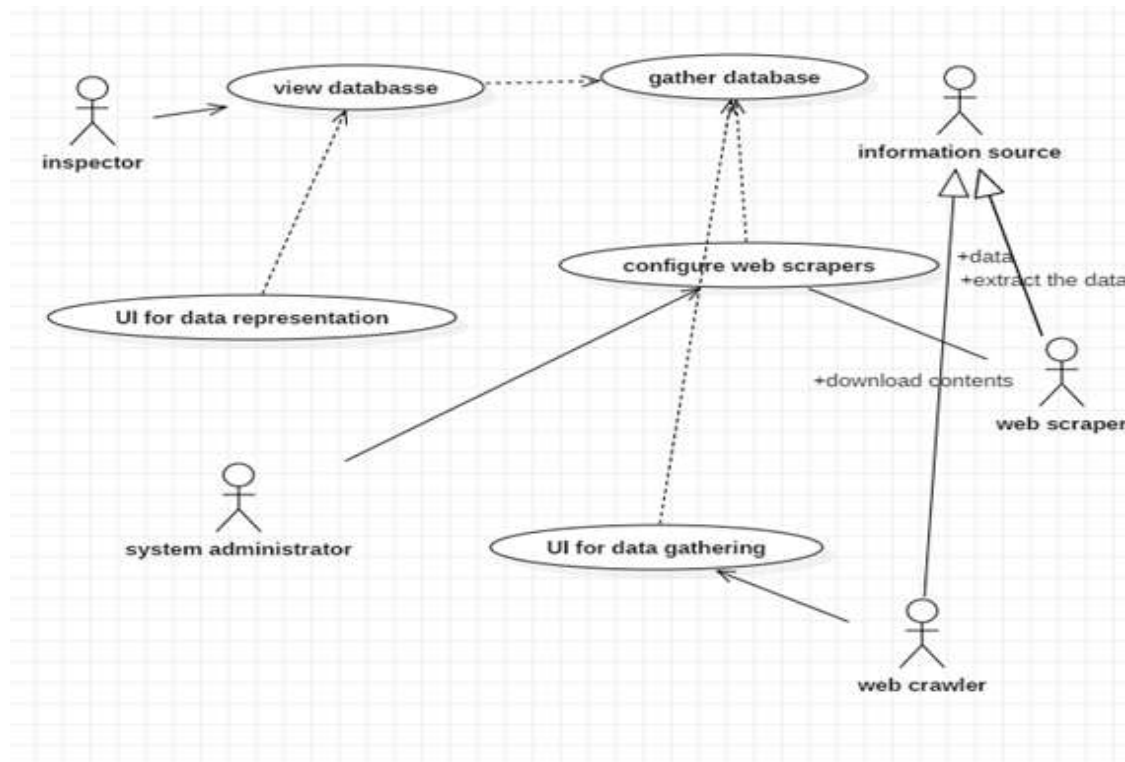 view databasse
gather database
inspector
information source
+data
configure web scrapers
+extract the data
UI for data representation
+download contents
web scraper
system administrator
UI for data gathering
web crawler